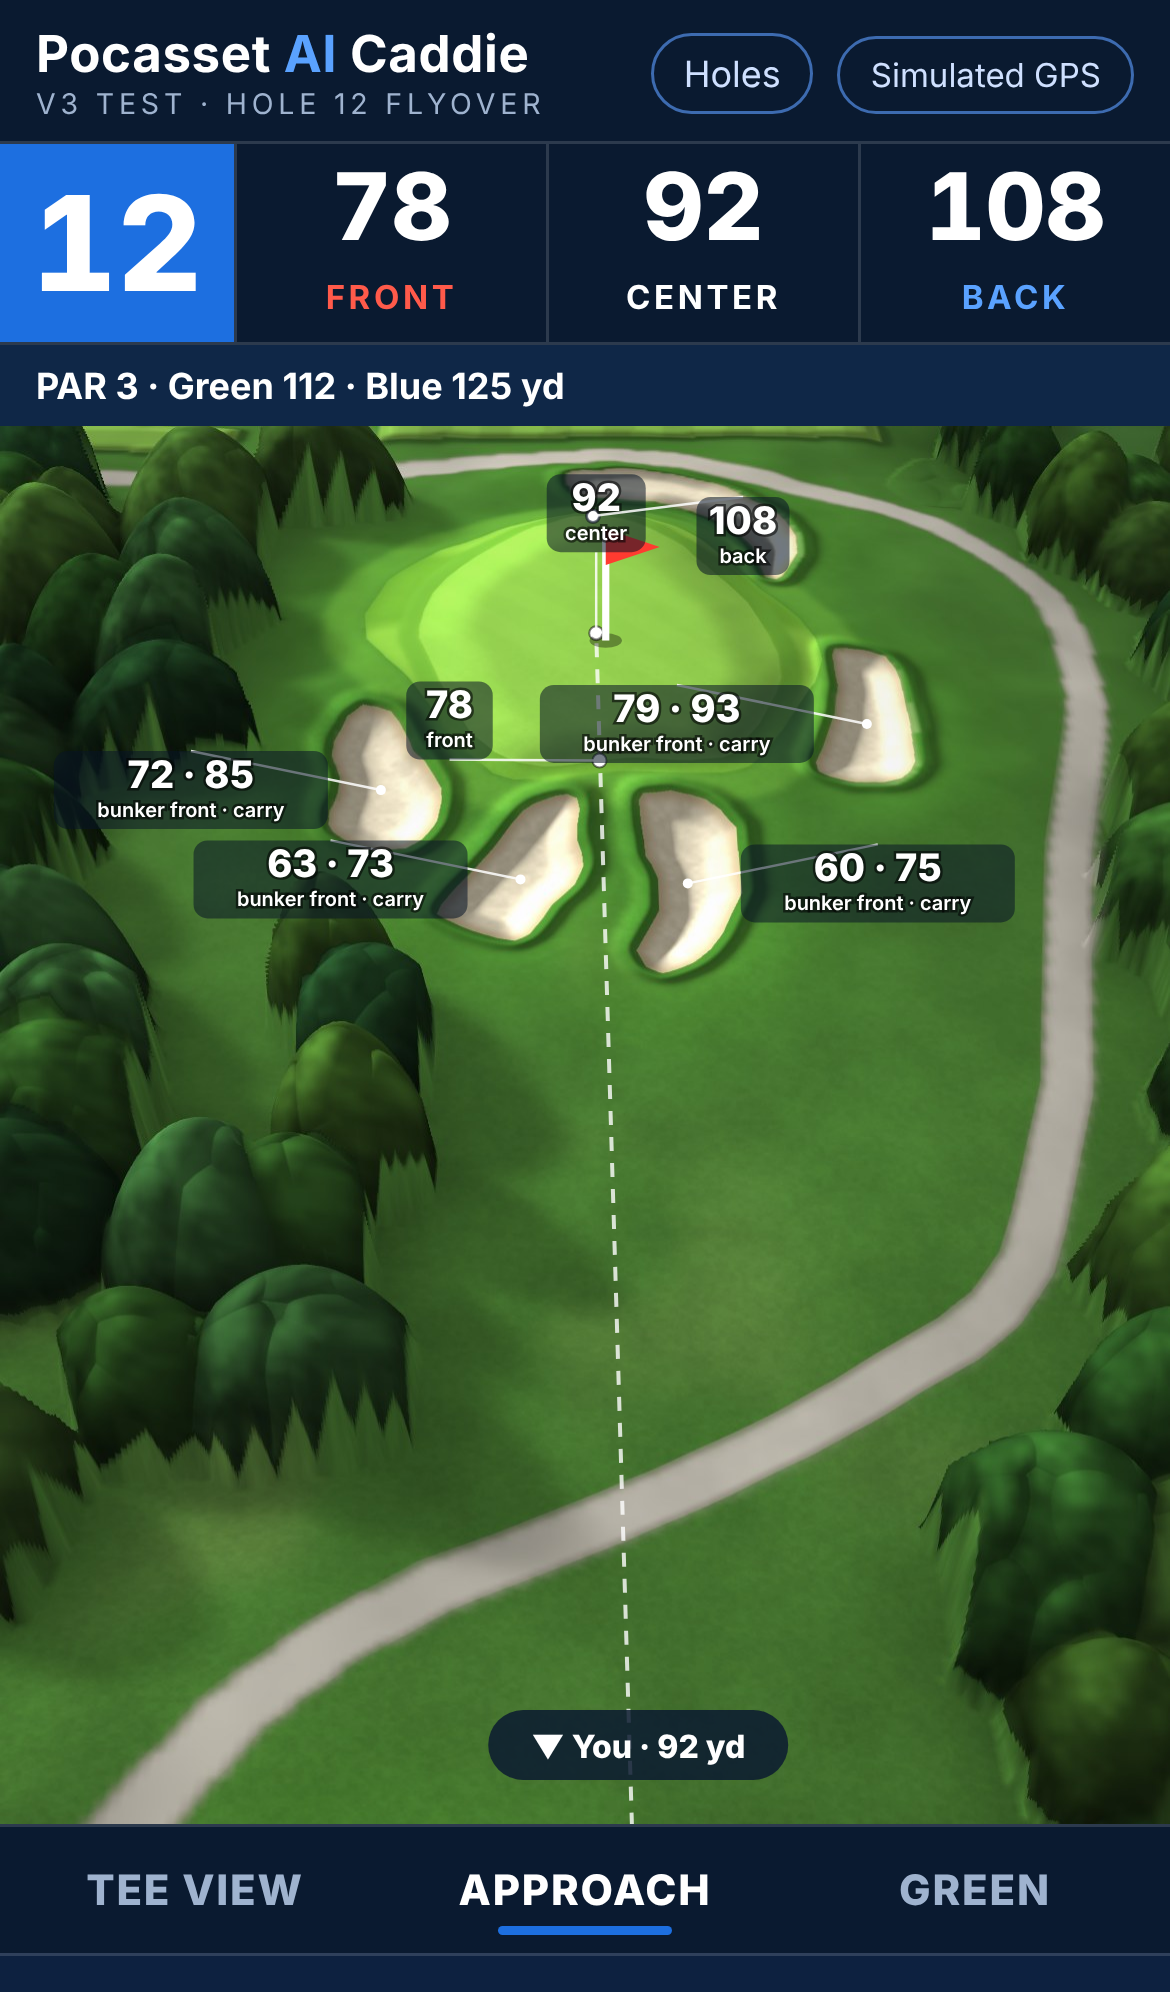 Pocasset AI Caddie
V3 TEST · HOLE 12 FLYOVER
Holes
Simulated GPS
12
78
FRONT
92
CENTER
108
BACK
PAR 3 · Green 112 · Blue 125 yd
92
center
108
back
78
front
79 · 93
bunker front · carry
72 · 85
bunker front · carry
63 · 73
bunker front · carry
60 · 75
bunker front · carry
▼ You · 92 yd
TEE VIEW
APPROACH
GREEN